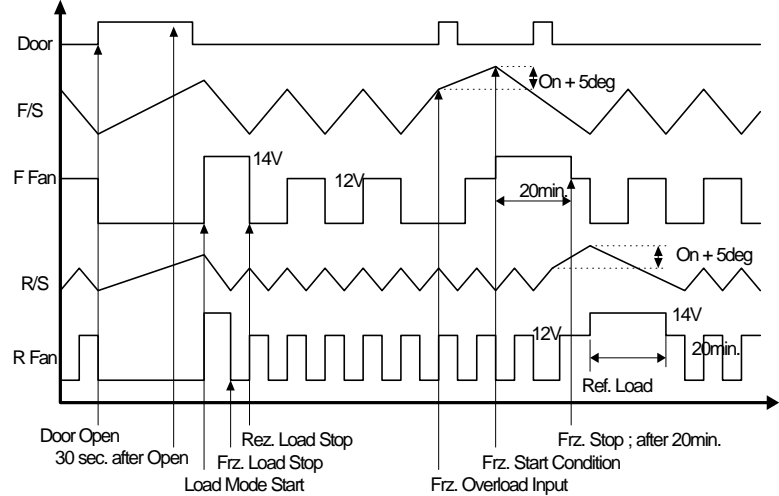 Door
On + 5deg
F/S
14V
F Fan
12V
20min.
On + 5deg
R/S
14V
12V
20min.
R Fan
Ref. Load
Door Open
Rez. Load Stop
Frz. Stop ; after 20min.
30 sec. after Open
Frz. Load Stop
Frz. Start Condition
Load Mode Start
Frz. Overload Input